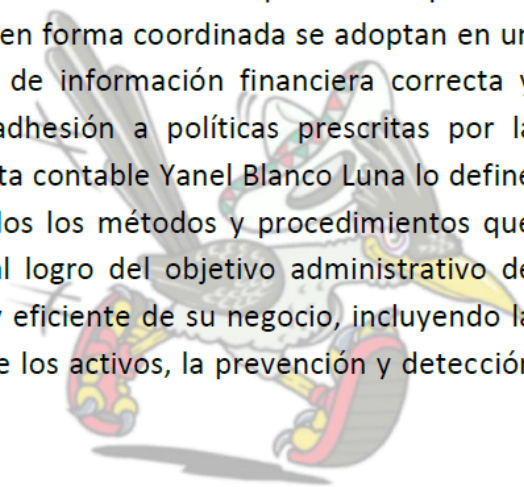 en forma coordinada se adoptan en un
de información financiera correcta y
adhesión a políticas prescritas por la
ta contable Yanel Blanco Luna lo define
los los métodos y procedimientos que
l logro del objetivo administrativo de
y eficiente de su negocio, incluyendo la
e los activos, la prevención y detección